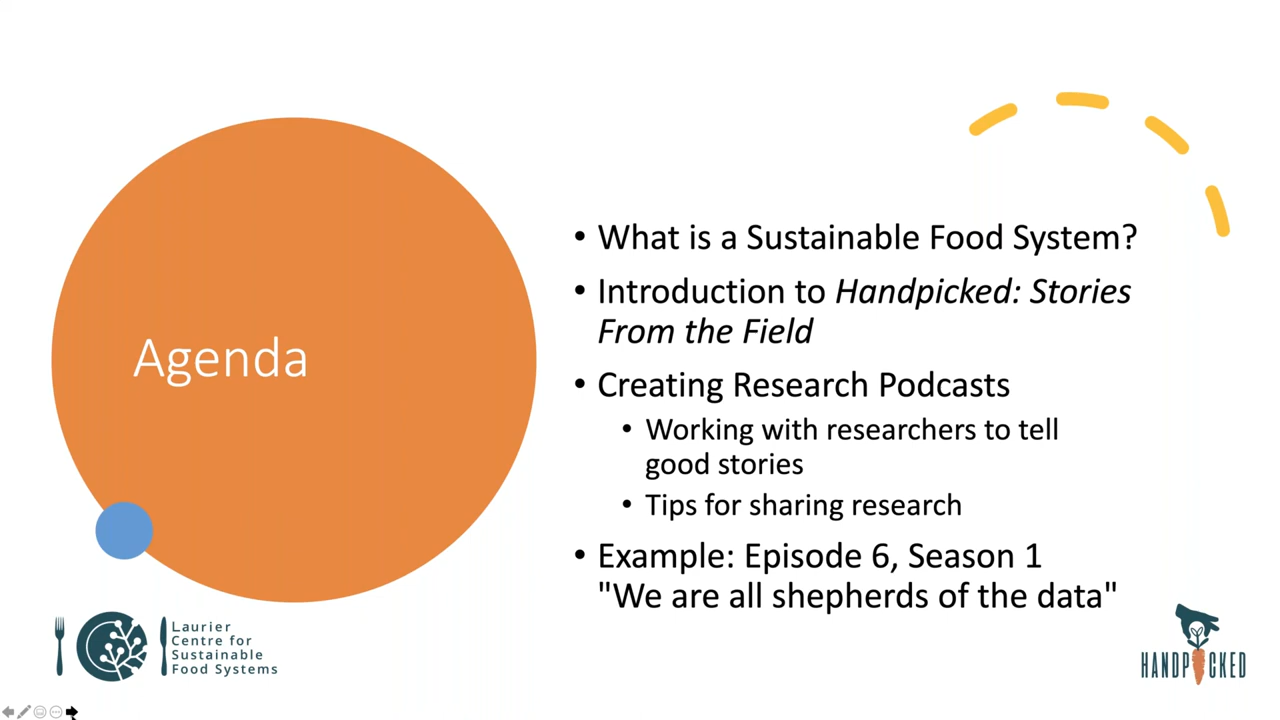 Agenda
• What is a Sustainable Food System?
• Introduction to Handpicked: Stories
From the Field
• Creating Research Podcasts
• Working with researchers to tell
good stories
• Tips for sharing research
• Example: Episode 6, Season 1
"We are all shepherds of the data"
Laurier
Centre for
Sustainable
Food Systems
HANDPICKED